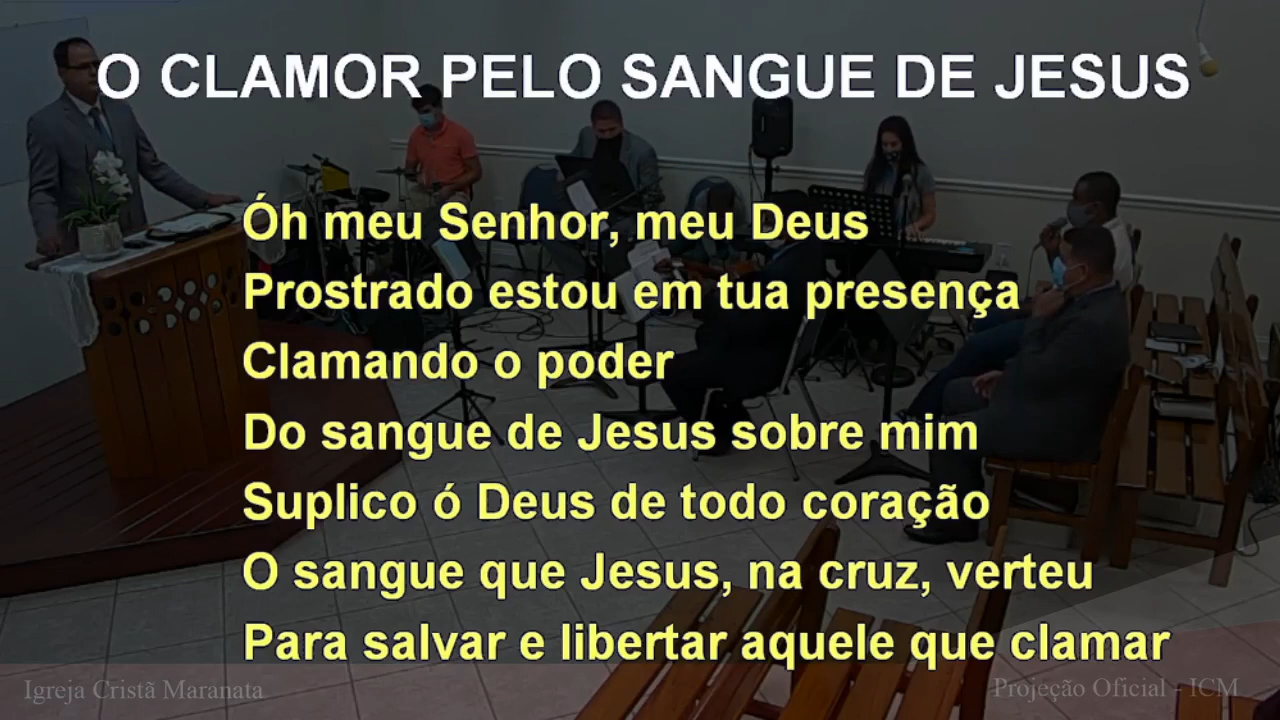 O CLAMOR PELO SANGUE DE JESUS
Óh meu Senhor, meu Deus
Prostrado estou em tua presença
Clamando o poder
Do sangue de Jesus sobre mim
Suplico ó Deus de todo coração
O sangue que Jesus, na cruz, verteu
Para salvar e libertar aquele que clamar
Igreja Cristã Maranata
Projeção Oficial - ICM